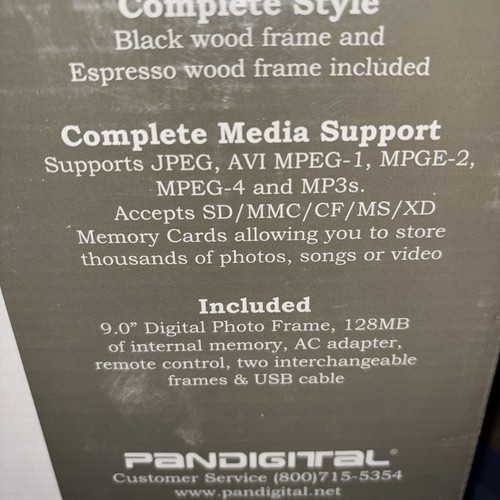 Complete Style
Black wood frame and
Espresso wood frame included
Complete Media Support
Supports JPEG, AVI MPEG-1, MPGE-2,
MPEG-4 and MP3s.
Accepts SD/MMC/CF/MS/XD
Memory Cards allowing you to store
thousands of photos, songs or video
Included
9.0" Digital Photo Frame, 128MB
of internal memory, AC adapter,
remote control, two interchangeable
frames & USB cable
PANDIGITAL®
Customer Service (800)715-5354
www.pandigital.net